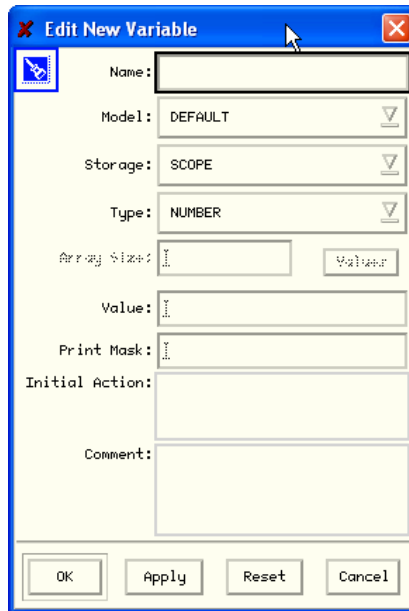 Edit New Variable
Name:
Model: DEFAULT
Storage: SCOPE
Type: NUMBER
Array Size: Values
Value:
Print Mask:
Initial Action:
Comment:
OK Apply Reset Cancel